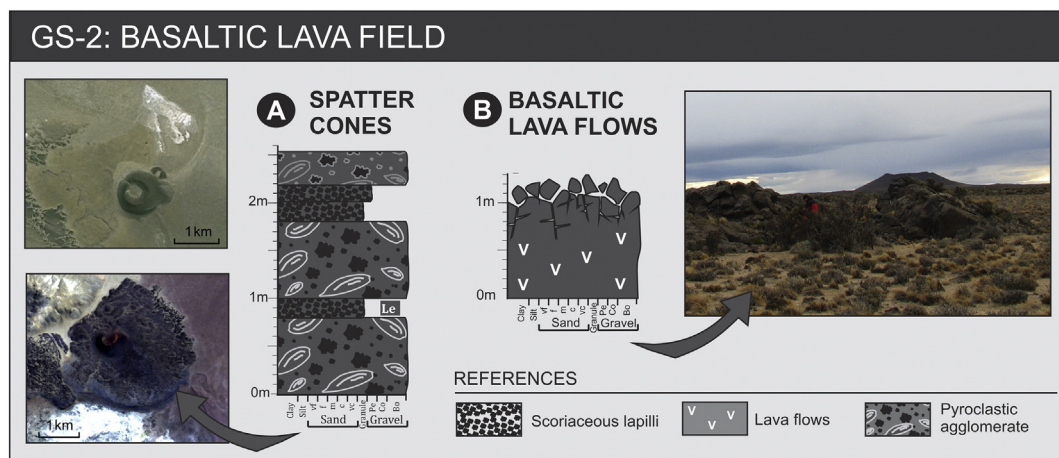 GS-2: BASALTIC LAVA FIELD
1km
1km
A
SPATTER
CONES
2m
1m
0m
Le
Clay
Silt
vf
f
m
c
vc
Granule
Pe
Co
Bo
Sand
Gravel
B
BASALTIC
LAVA FLOWS
1m
0m
V V V V V V
Clay
Silt
vf
f
m
c
vc
Granule
Pe
Co
Bo
Sand
Gravel
REFERENCES
Scoriaceous lapilli
V V V
Lava flows
Pyroclastic
agglomerate